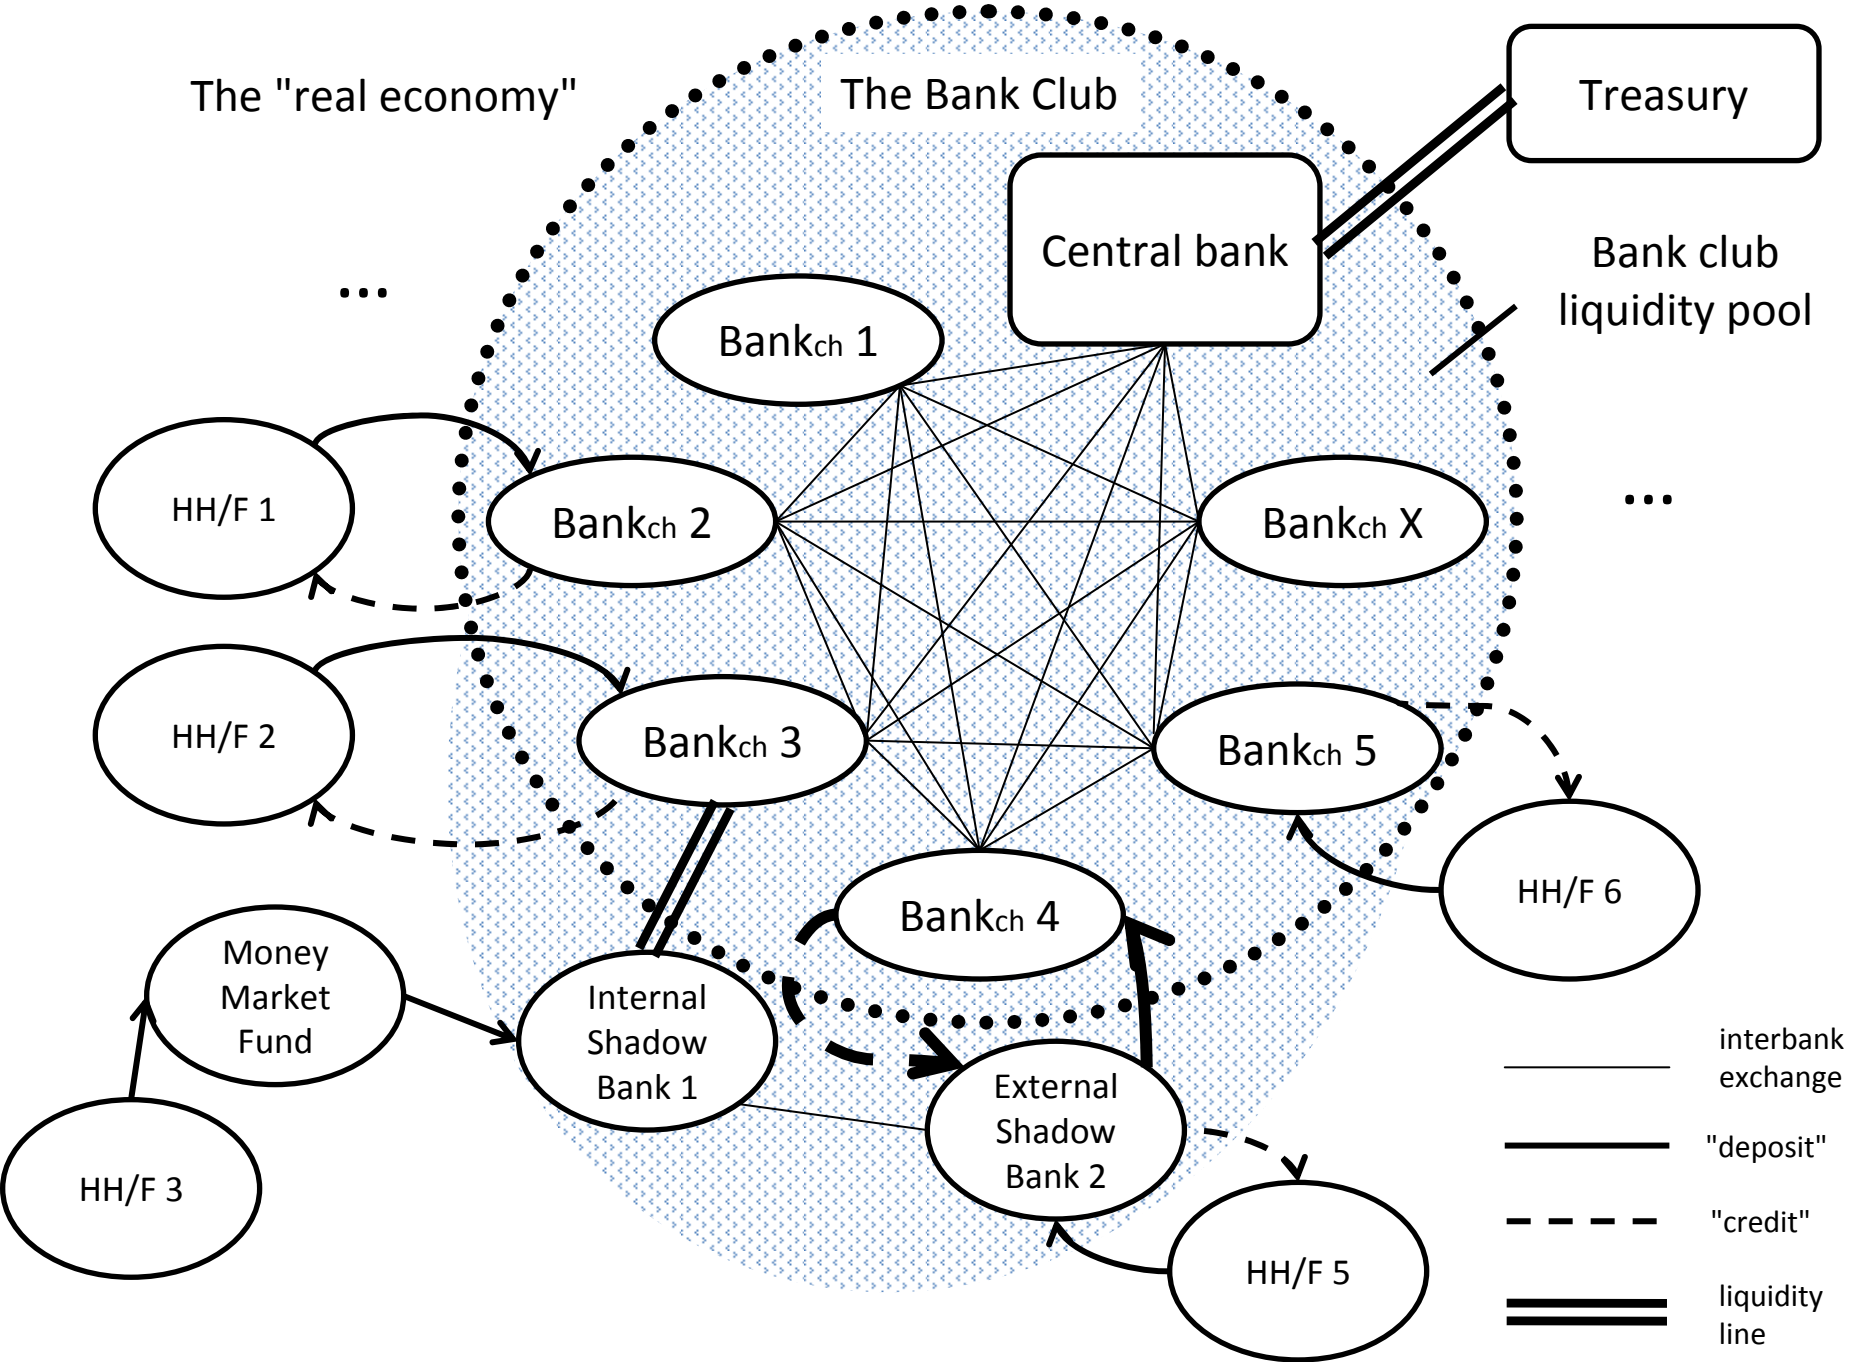 The "real economy"
The Bank Club
Treasury
Central bank
Bank club
liquidity pool
...
Bankch 1
HH/F 1
Bankch 2
Bankch X
...
HH/F 2
Bankch 3
Bankch 5
HH/F 6
Bankch 4
Money
Market
Fund
Internal
Shadow
Bank 1
External
Shadow
Bank 2
HH/F 3
HH/F 5
interbank
exchange
"deposit"
"credit"
liquidity
line